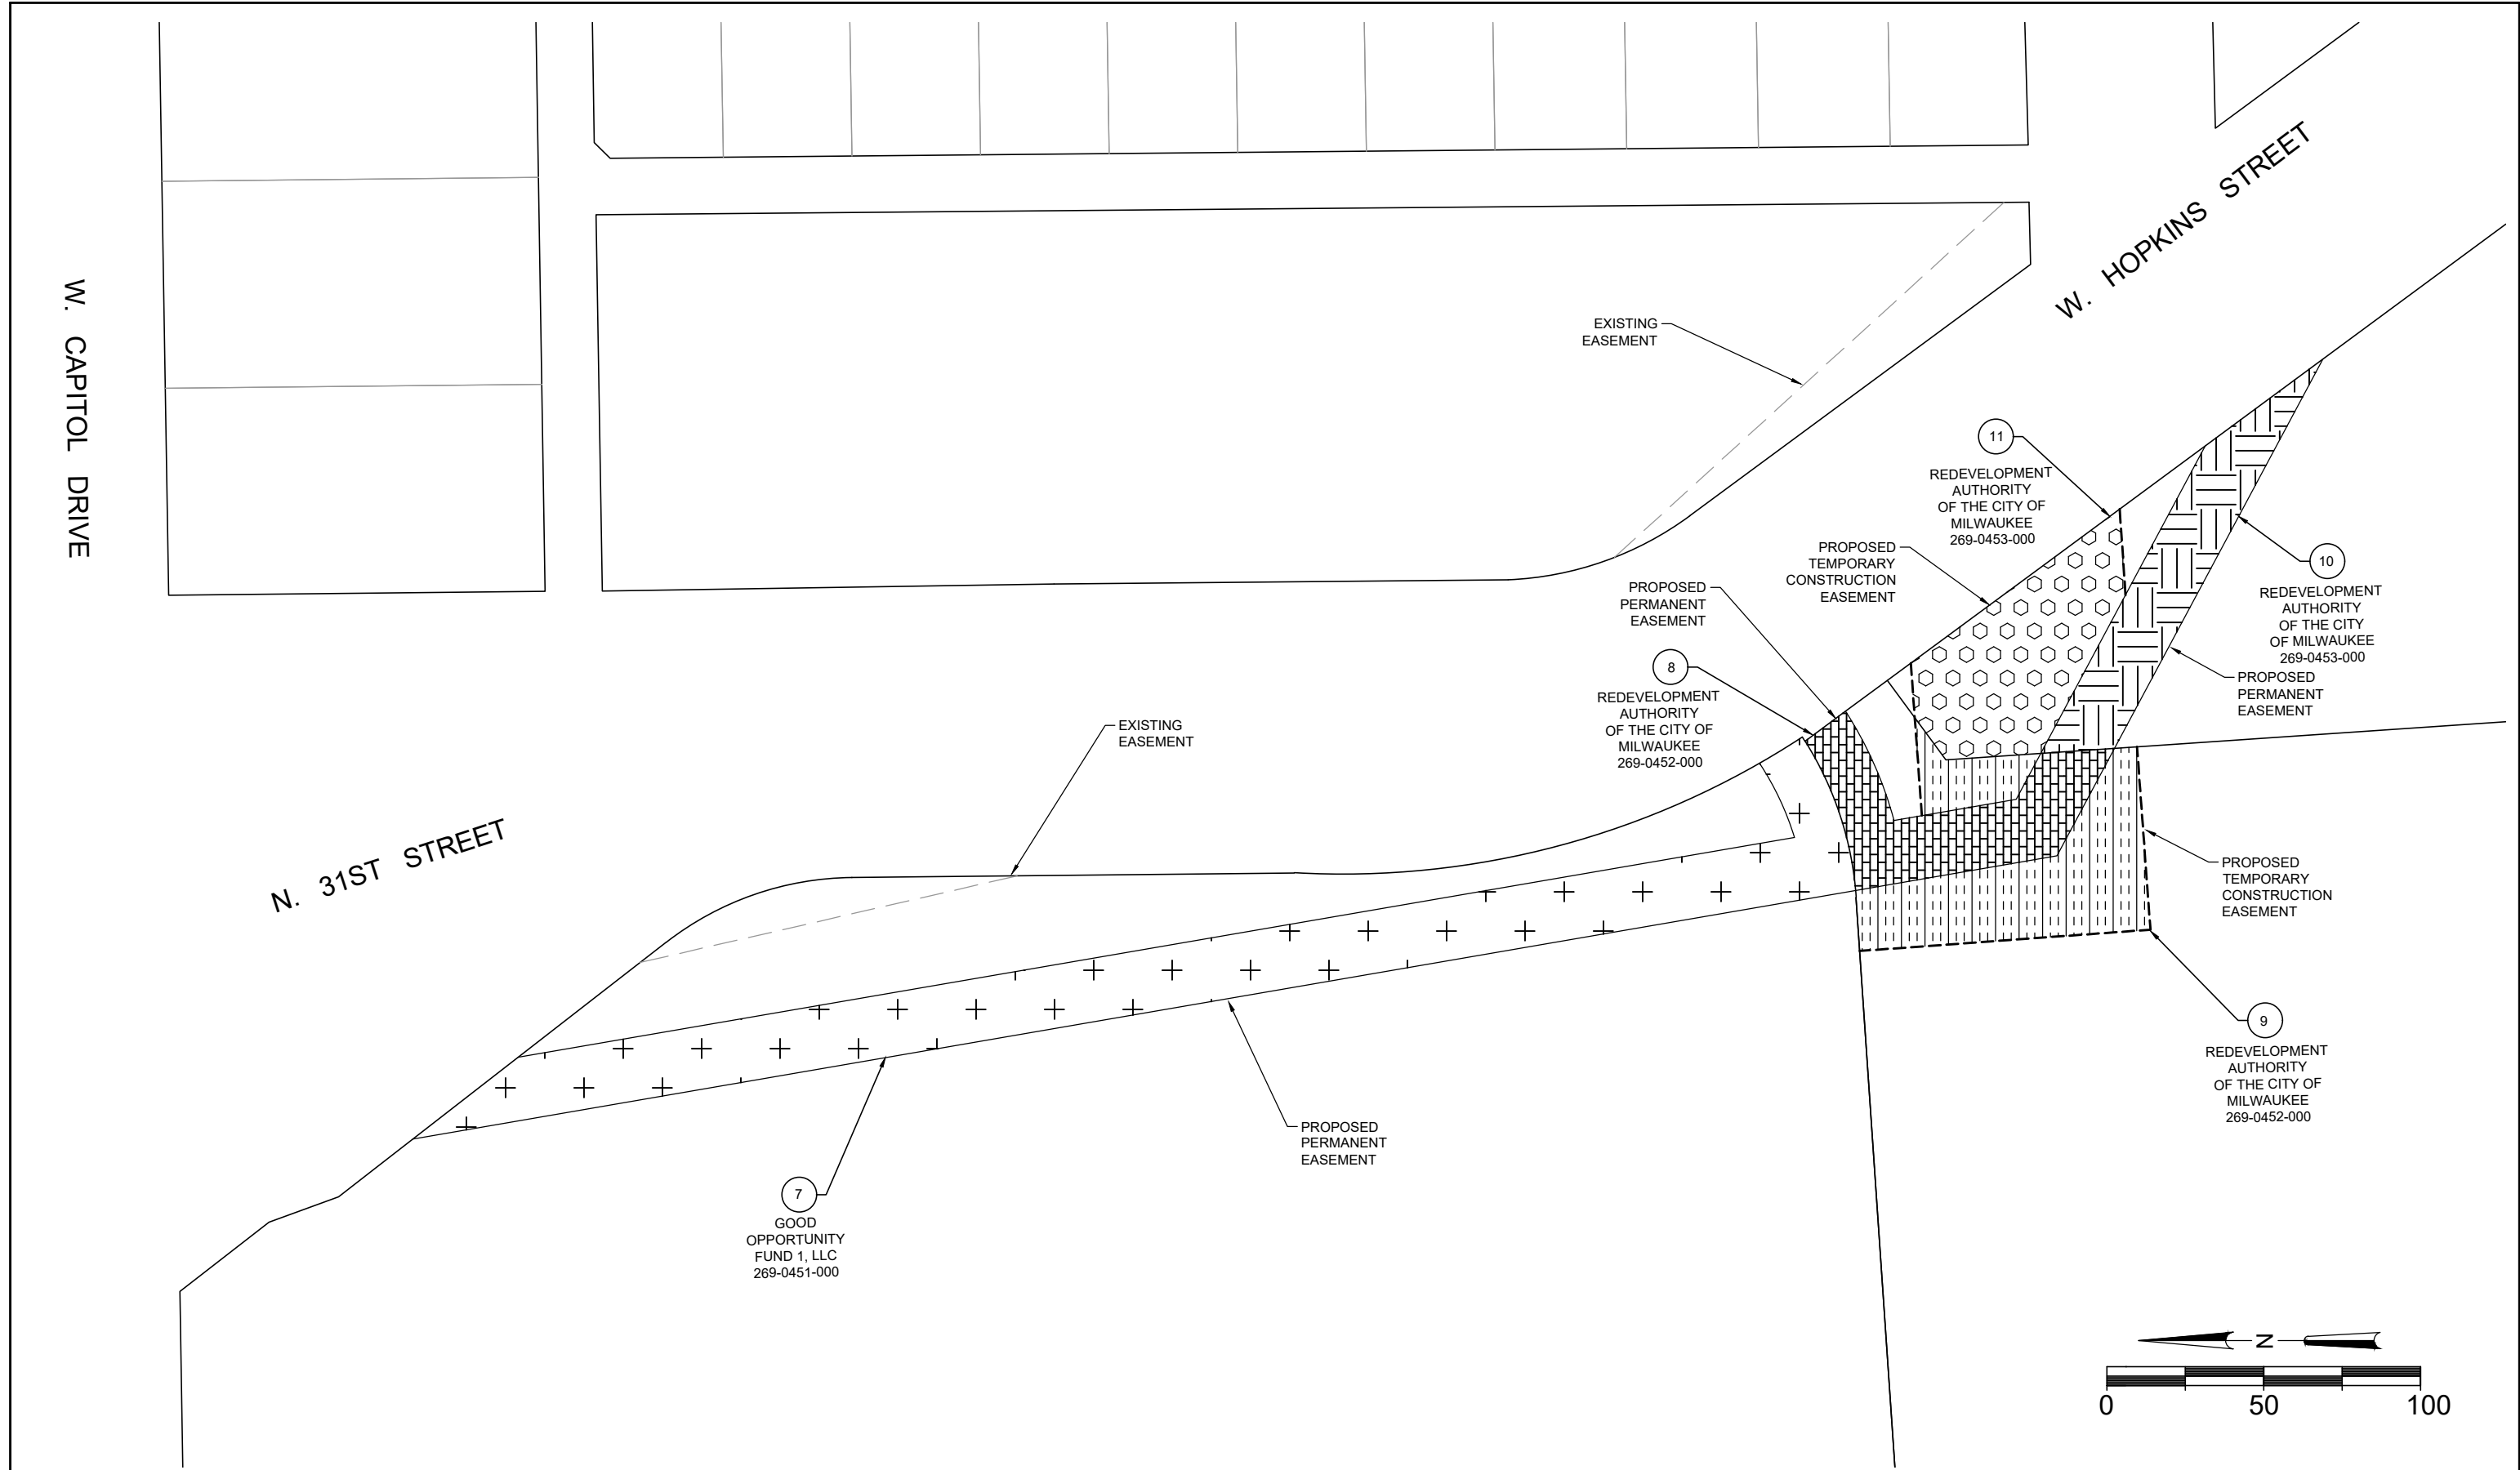 W. CAPITOL DRIVE
W. HOPKINS STREET
N. 31ST STREET
EXISTING
EASEMENT
11
REDEVELOPMENT
AUTHORITY
OF THE CITY OF
MILWAUKEE
269-0453-000
PROPOSED
TEMPORARY
CONSTRUCTION
EASEMENT
PROPOSED
PERMANENT
EASEMENT
10
REDEVELOPMENT
AUTHORITY
OF THE CITY
OF MILWAUKEE
269-0453-000
PROPOSED
PERMANENT
EASEMENT
8
REDEVELOPMENT
AUTHORITY
OF THE CITY OF
MILWAUKEE
269-0452-000
EXISTING
EASEMENT
PROPOSED
TEMPORARY
CONSTRUCTION
EASEMENT
9
REDEVELOPMENT
AUTHORITY
OF THE CITY OF
MILWAUKEE
269-0452-000
PROPOSED
PERMANENT
EASEMENT
7
GOOD
OPPORTUNITY
FUND 1, LLC
269-0451-000
N
0 50 100